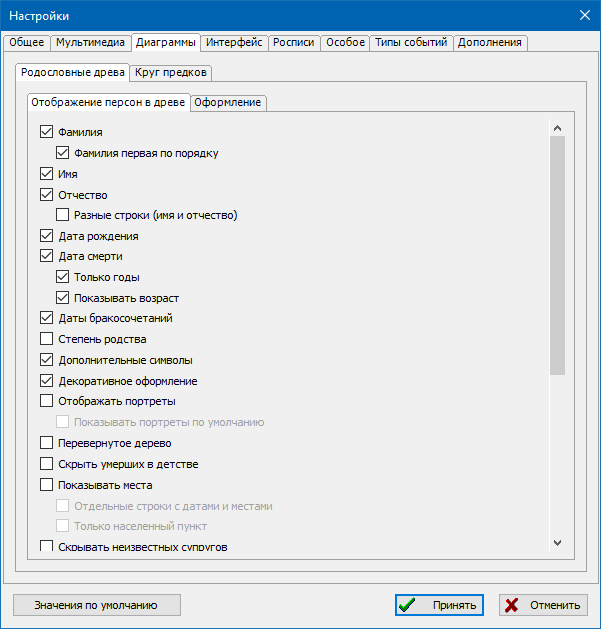 Настройки
Общее Мультимедиа Диаграммы Интерфейс Росписи Особое Типы событий Дополнения
Родословные древа Круг предков
Отображение персон в древе Оформление
Фамилия
Фамилия первая по порядку
Имя
Отчество
Разные строки (имя и отчество)
Дата рождения
Дата смерти
Только годы
Показывать возраст
Даты бракосочетаний
Степень родства
Дополнительные символы
Декоративное оформление
Отображать портреты
Показывать портреты по умолчанию
Перевернутое дерево
Скрыть умерших в детстве
Показывать места
Отдельные строки с датами и местами
Только населенный пункт
Скрывать неизвестных супругов
Значения по умолчанию Принять Отменить